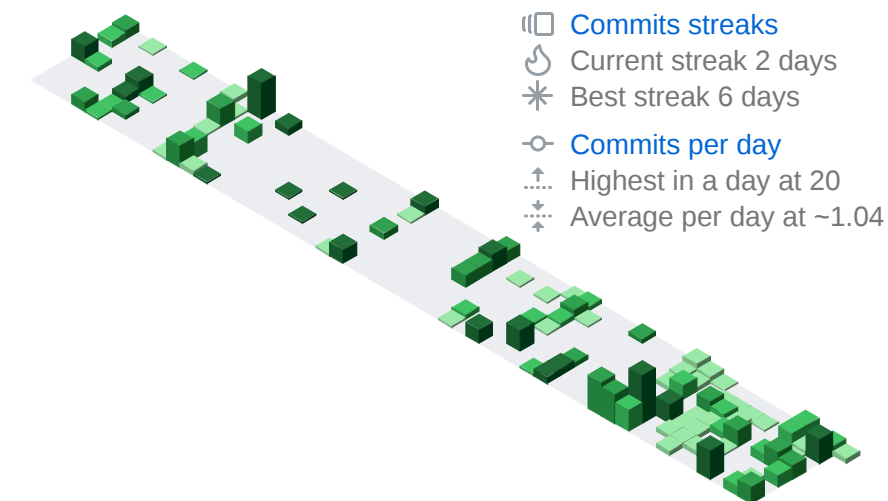 Commits streaks
Current streak 2 days
Best streak 6 days
Commits per day
Highest in a day at 20
Average per day at ~1.04